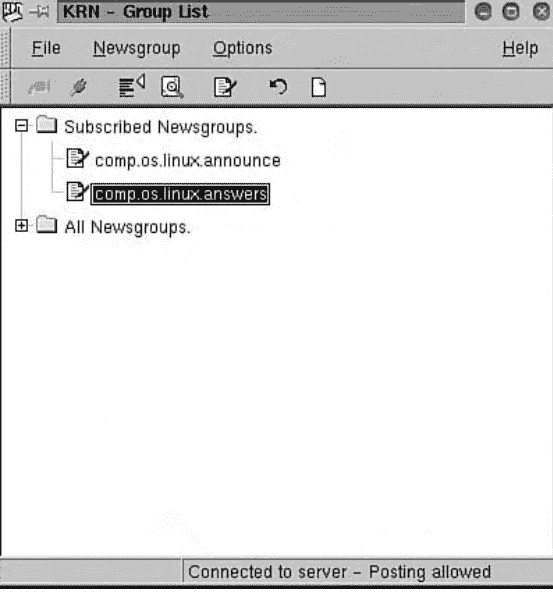 KRN - Group List
File Newsgroup Options Help
Subscribed Newsgroups.
comp.os.linux.announce
comp.os.linux.answers
All Newsgroups.
Connected to server - Posting allowed